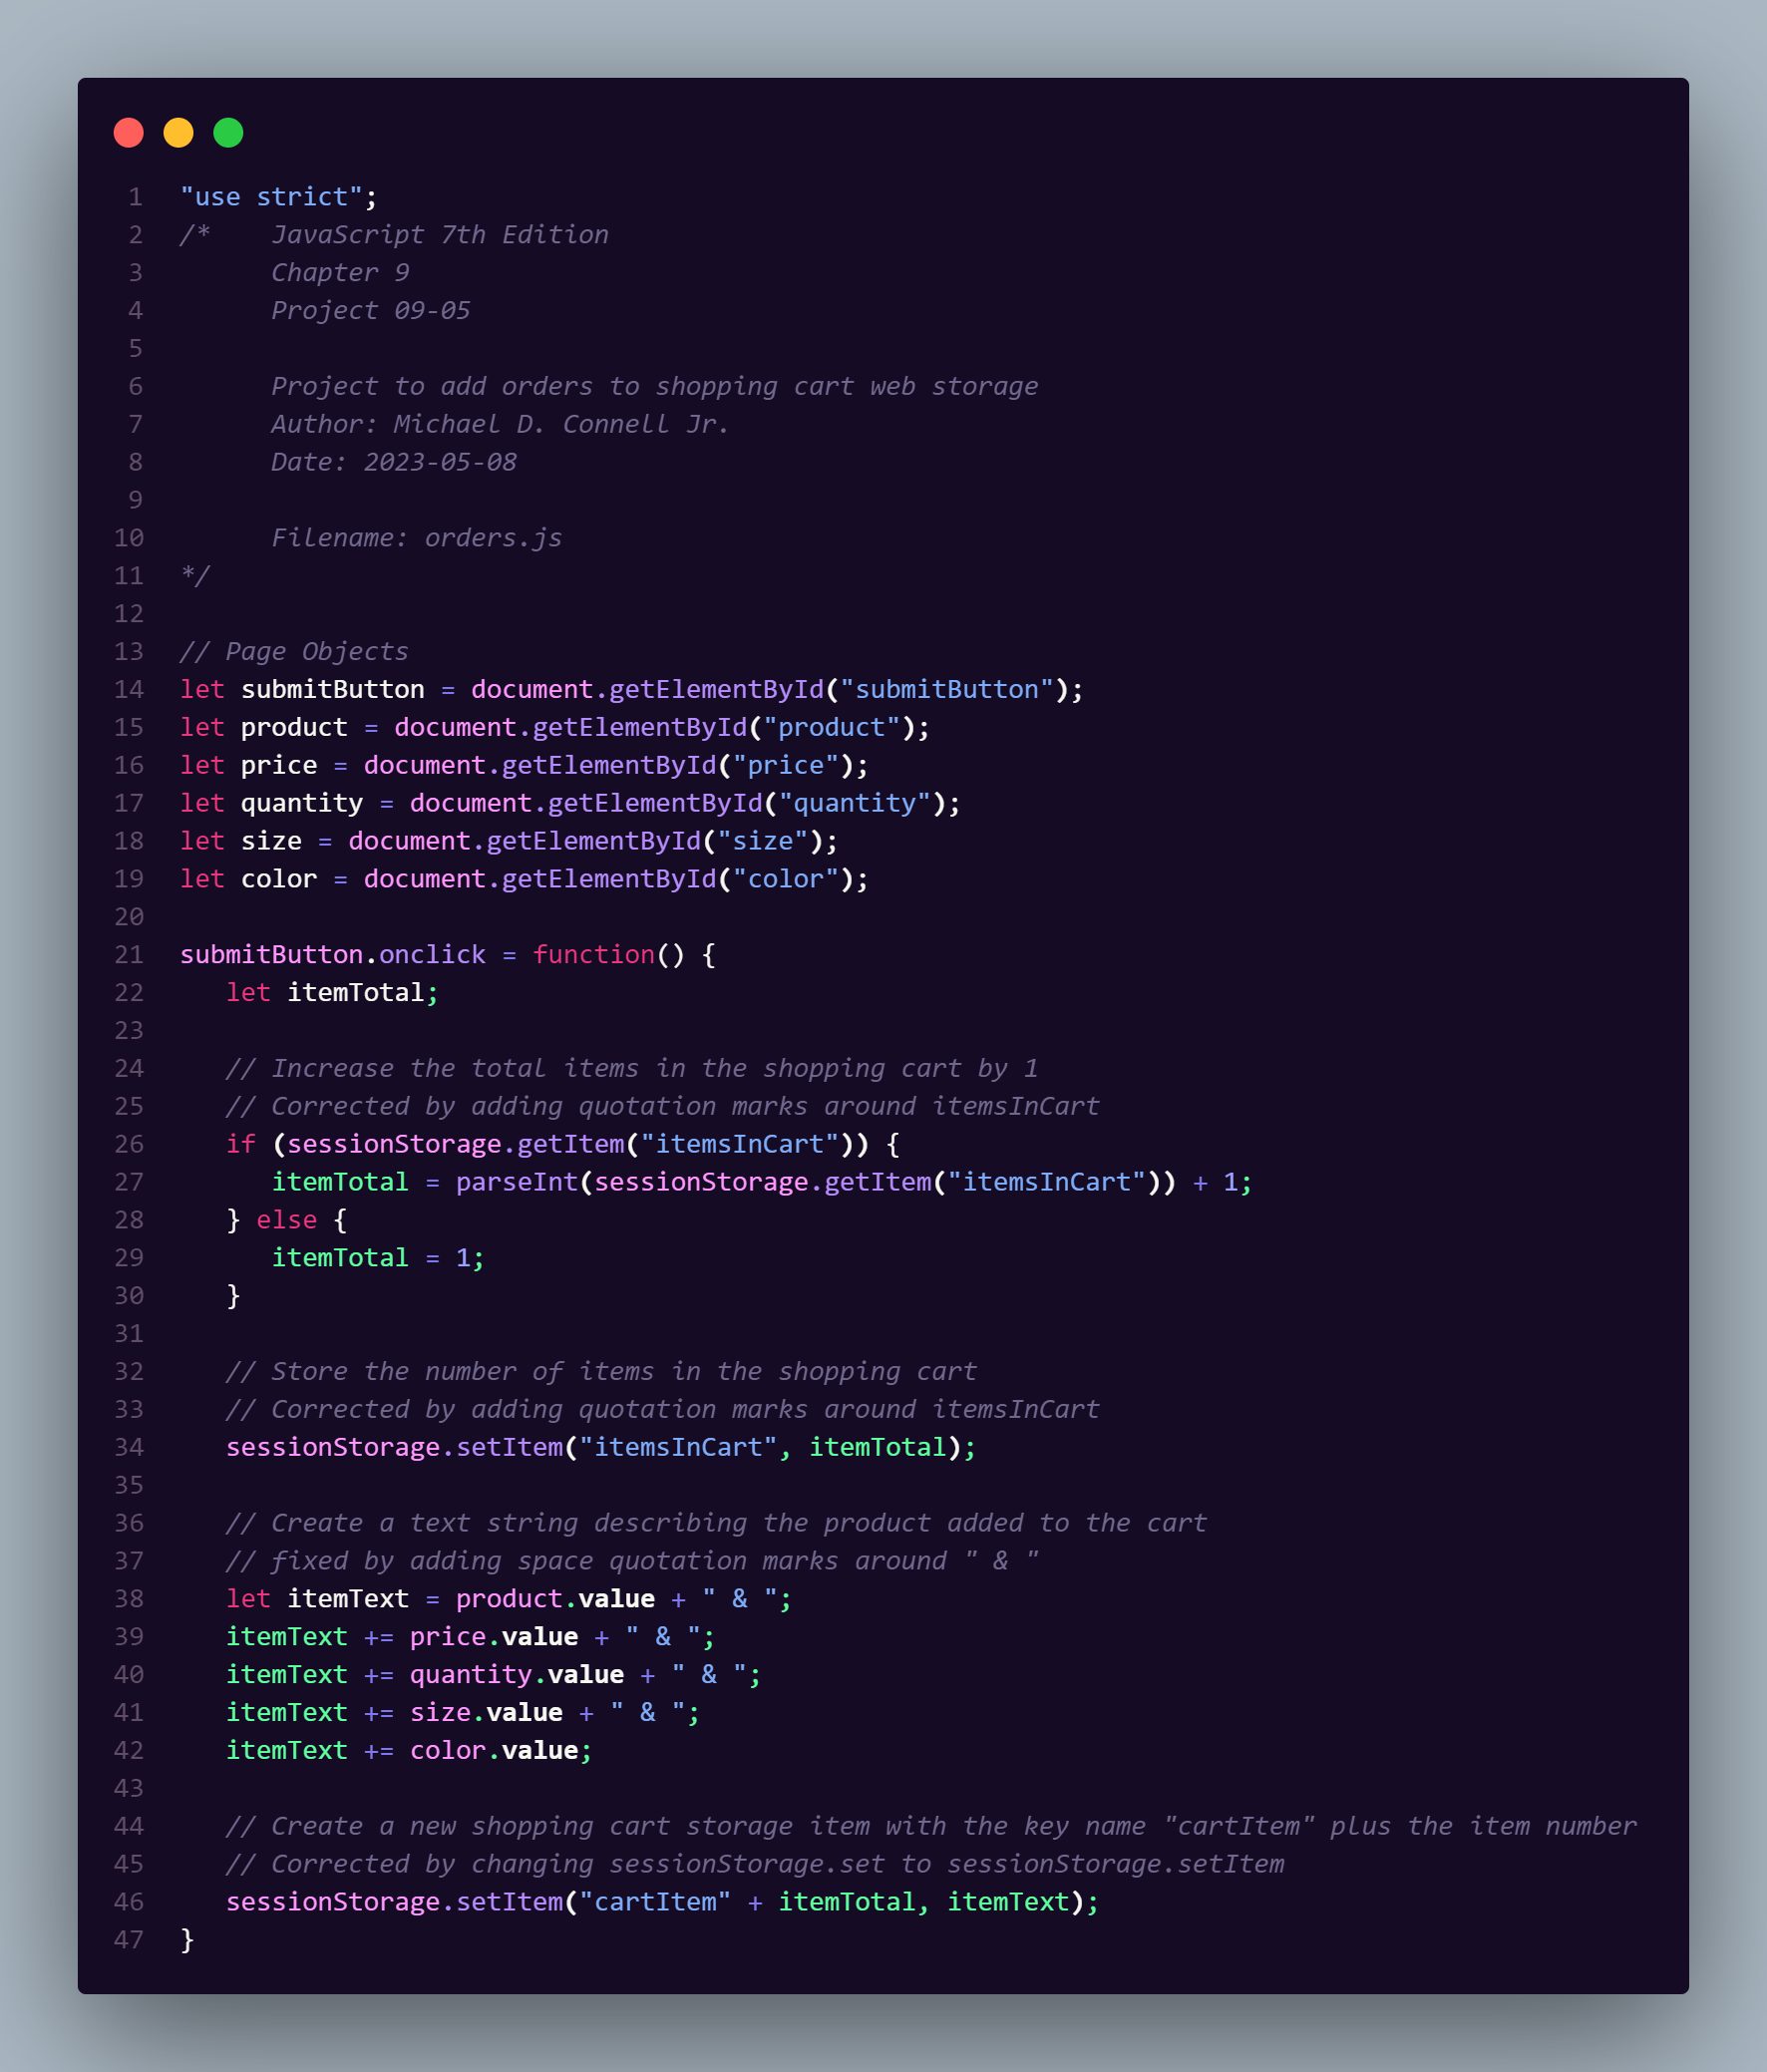 1 "use strict";
2 /*    JavaScript 7th Edition
3       Chapter 9
4       Project 09-05
5
6       Project to add orders to shopping cart web storage
7       Author: Michael D. Connell Jr.
8       Date: 2023-05-08
9
10       Filename: orders.js
11 */
12
13 // Page Objects
14 let submitButton = document.getElementById("submitButton");
15 let product = document.getElementById("product");
16 let price = document.getElementById("price");
17 let quantity = document.getElementById("quantity");
18 let size = document.getElementById("size");
19 let color = document.getElementById("color");
20
21 submitButton.onclick = function() {
22    let itemTotal;
23
24    // Increase the total items in the shopping cart by 1
25    // Corrected by adding quotation marks around itemsInCart
26    if (sessionStorage.getItem("itemsInCart")) {
27       itemTotal = parseInt(sessionStorage.getItem("itemsInCart")) + 1;
28    } else {
29       itemTotal = 1;
30    }
31
32    // Store the number of items in the shopping cart
33    // Corrected by adding quotation marks around itemsInCart
34    sessionStorage.setItem("itemsInCart", itemTotal);
35
36    // Create a text string describing the product added to the cart
37    // fixed by adding space quotation marks around " & "
38    let itemText = product.value + " & ";
39    itemText += price.value + " & ";
40    itemText += quantity.value + " & ";
41    itemText += size.value + " & ";
42    itemText += color.value;
43
44    // Create a new shopping cart storage item with the key name "cartItem" plus the item number
45    // Corrected by changing sessionStorage.set to sessionStorage.setItem
46    sessionStorage.setItem("cartItem" + itemTotal, itemText);
47 }